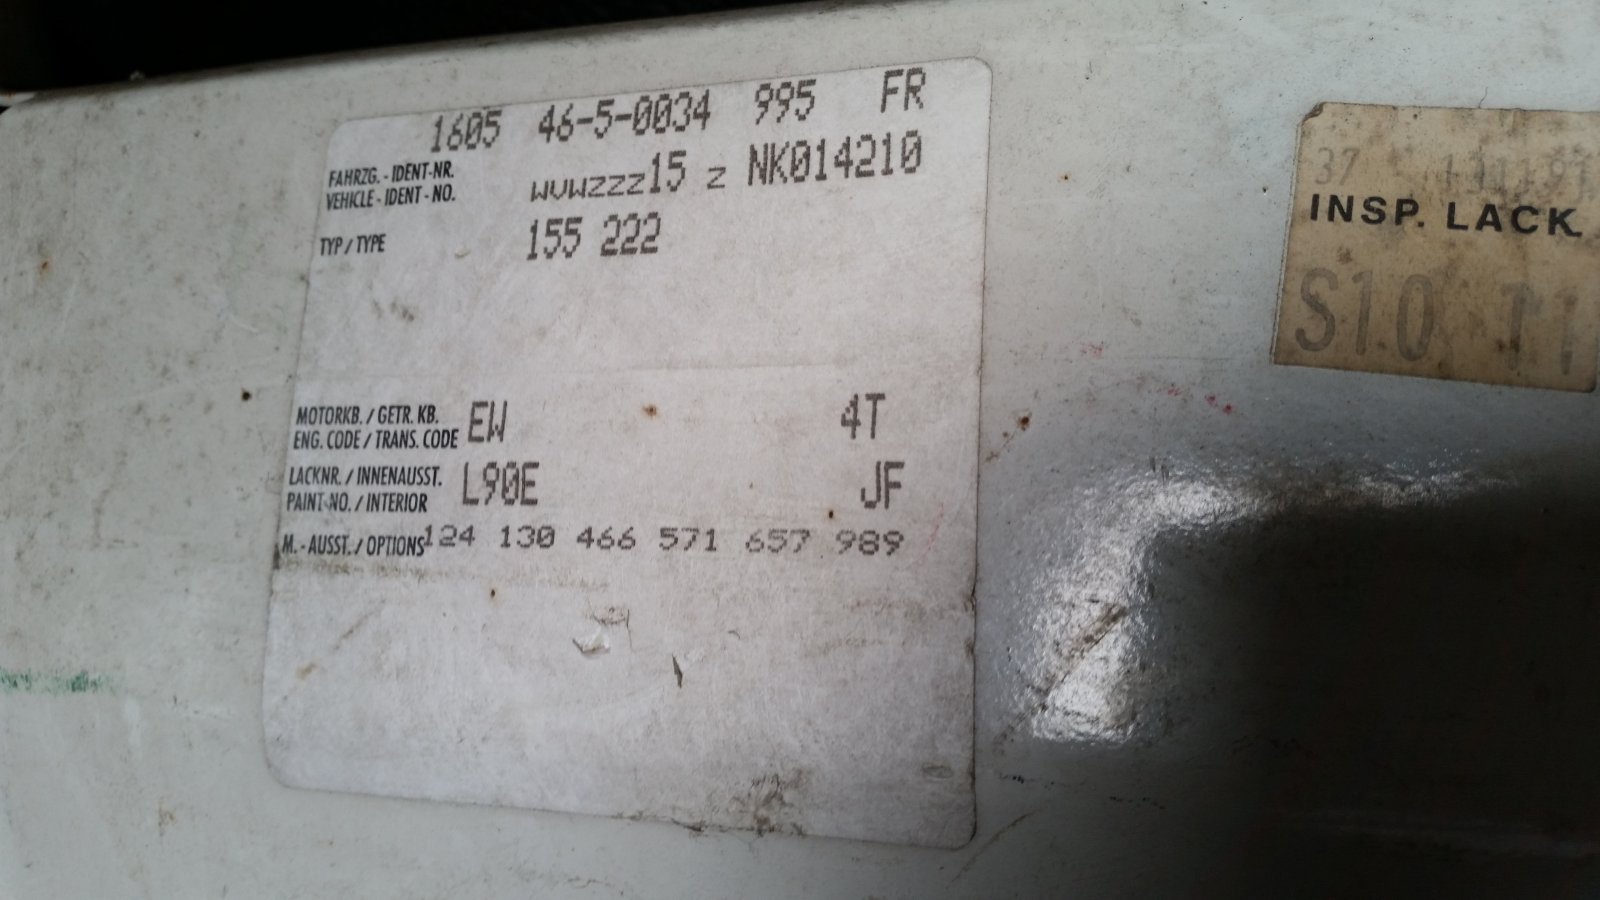 1605 46-5-0034 995 FR
FAHRZG. - IDENT-NR.
VEHICLE - IDENT - NO. WVWZZZ15 Z NK014210
TYP / TYPE 155 222
MOTORKB. / GETR. KB.
ENG. CODE / TRANS. CODE EW 4T
LACKNR. / INNENAUSST.
PAINT-NO. / INTERIOR L90E JF
M. - AUSST. / OPTIONS 124 130 466 571 657 989
37
INSP. LACK.
S10 11